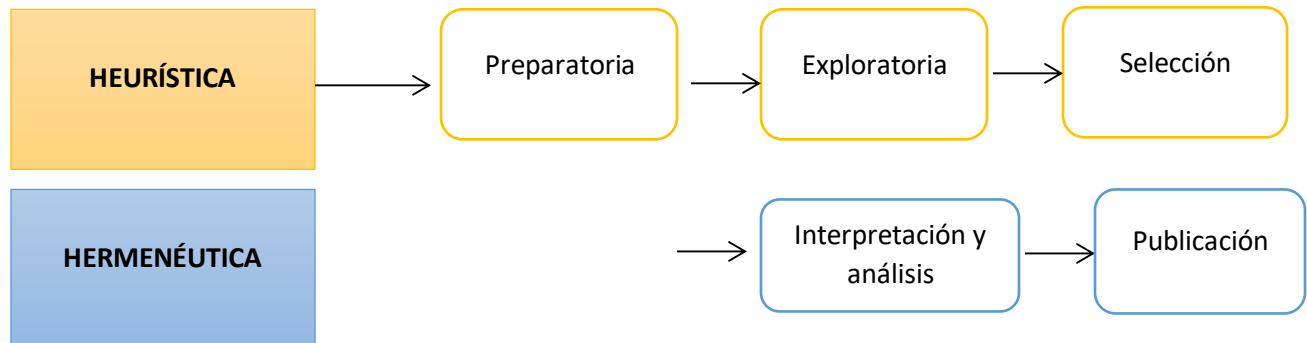 HEURÍSTICA
Preparatoria
Exploratoria
Selección
HERMENÉUTICA
Interpretación y
análisis
Publicación